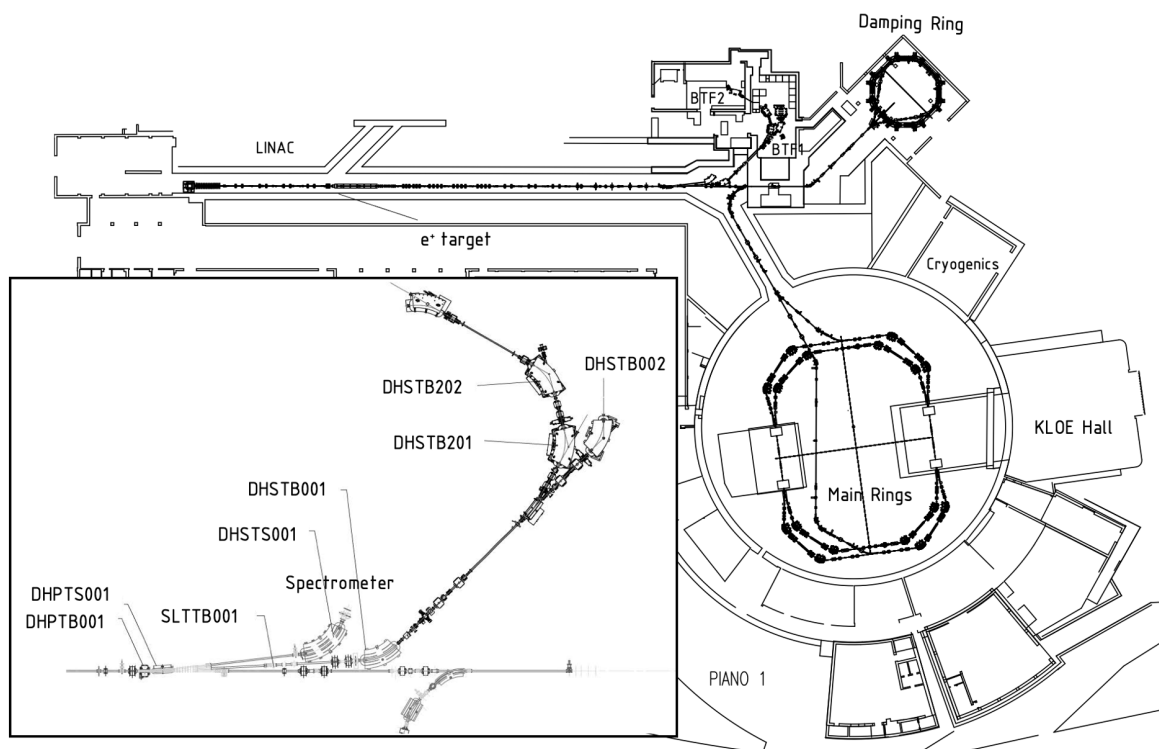 Damping Ring
BTF2
LINAC
BTF1
e⁺ target
Cryogenics
DHSTB002
DHSTB202
DHSTB201
KLOE Hall
DHSTB001
Main Rings
DHSTS001
Spectrometer
DHPTS001
SLTTB001
DHPTB001
PIANO 1